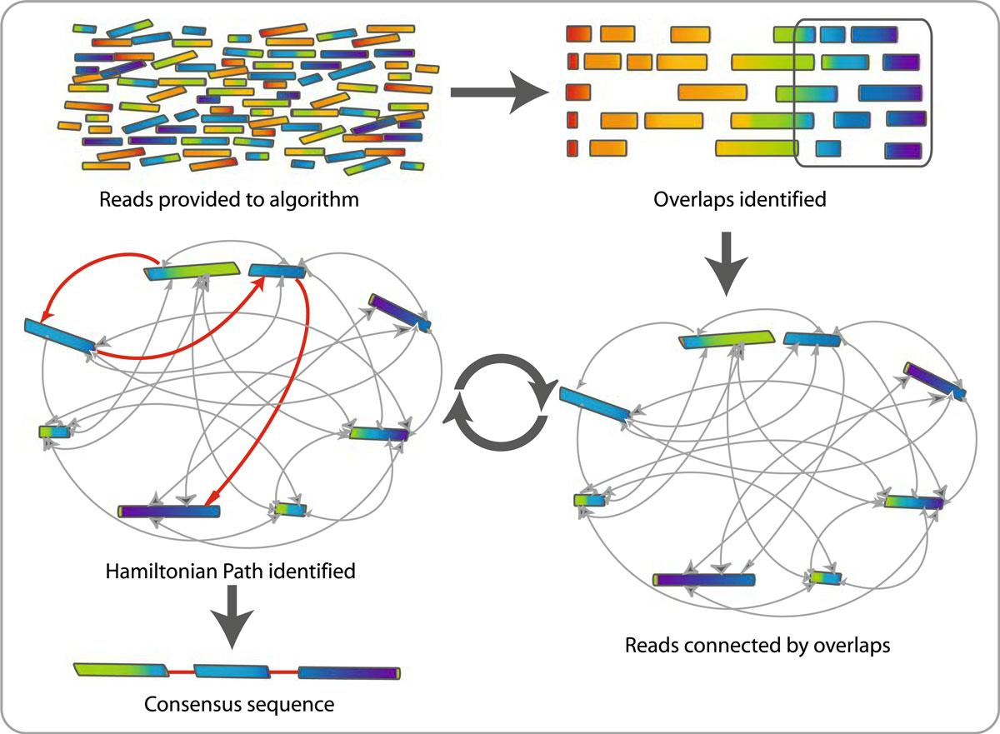 Reads provided to algorithm
Overlaps identified
Hamiltonian Path identified
Reads connected by overlaps
Consensus sequence